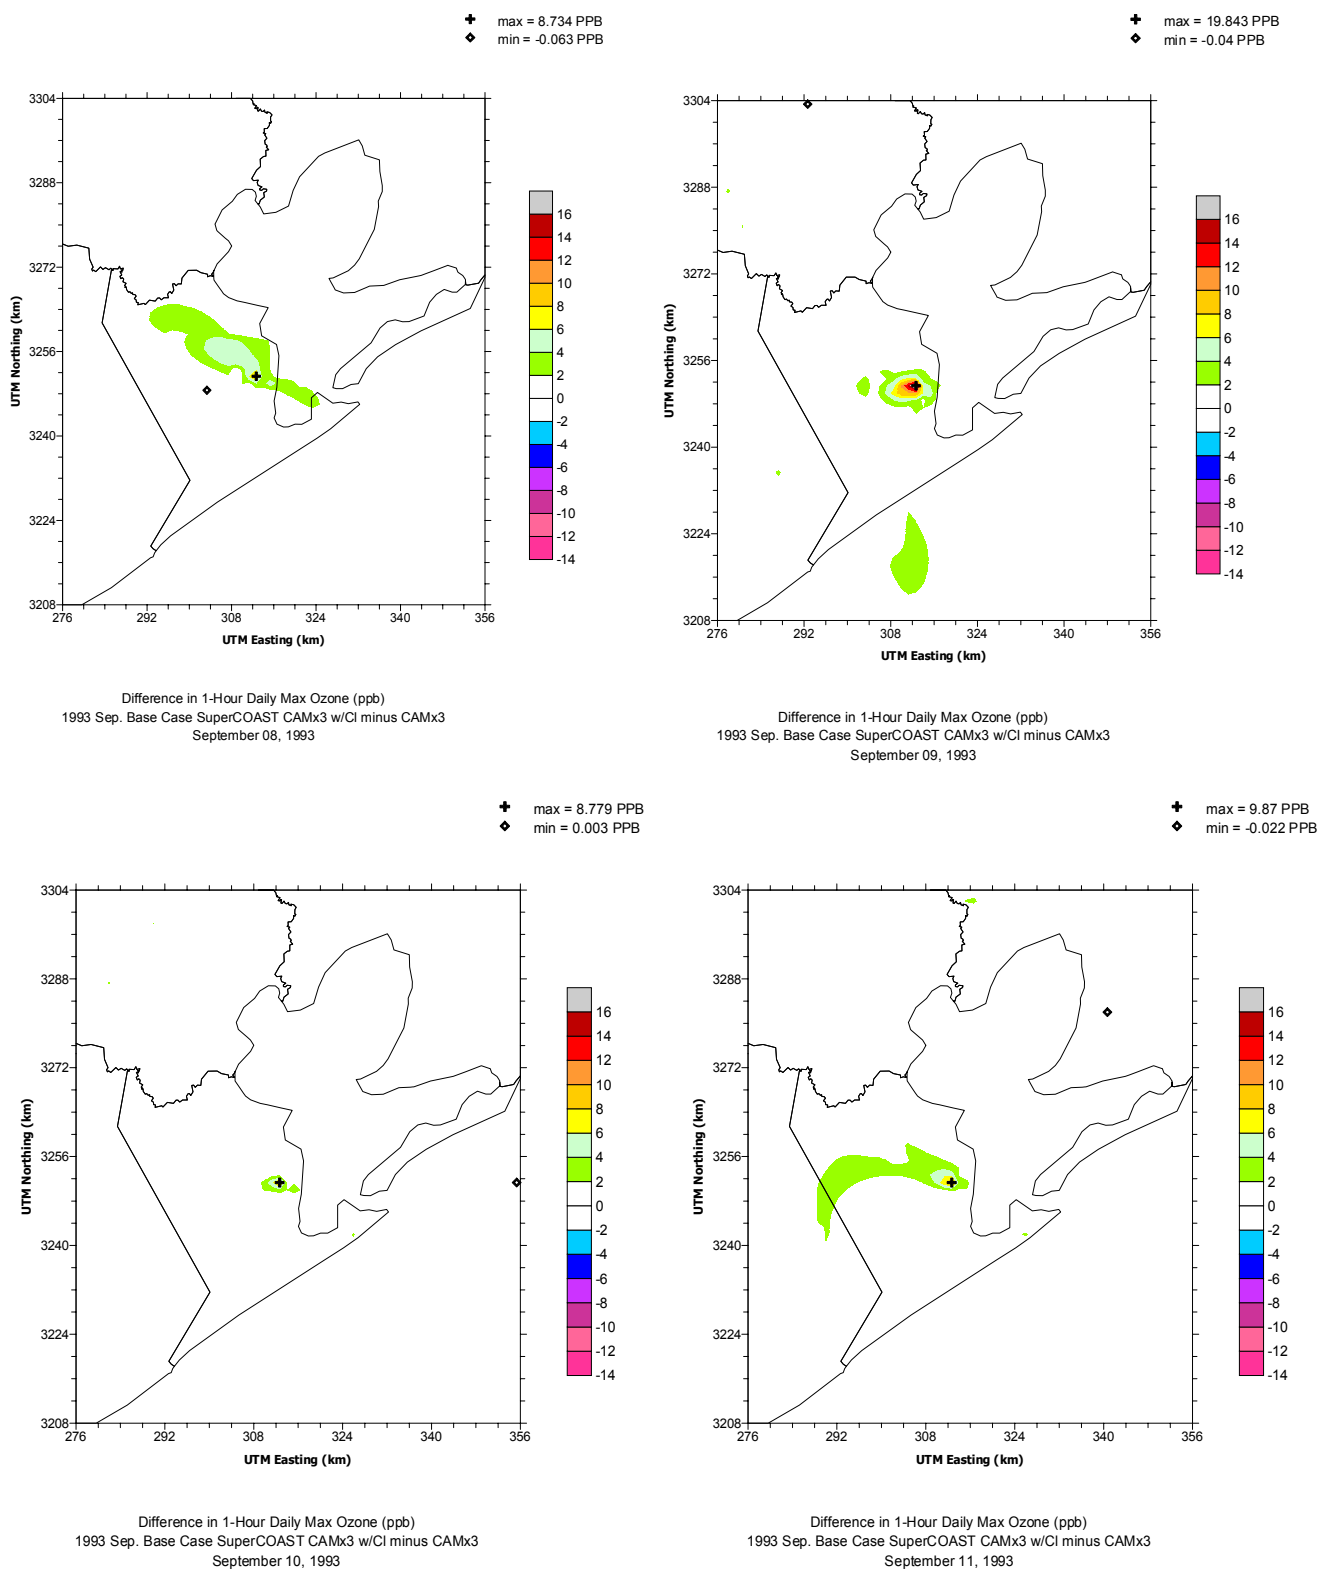 max = 8.734 PPB
min = -0.063 PPB
3304
3288
3272
3256
3240
3224
3208
UTM Northing (km)
276 292 308 324 340 356
UTM Easting (km)
16
14
12
10
8
6
4
2
0
-2
-4
-6
-8
-10
-12
-14
Difference in 1-Hour Daily Max Ozone (ppb)
1993 Sep. Base Case SuperCOAST CAMx3 w/Cl minus CAMx3
September 08, 1993
max = 19.843 PPB
min = -0.04 PPB
3304
3288
3272
3256
3240
3224
3208
UTM Northing (km)
276 292 308 324 340 356
UTM Easting (km)
16
14
12
10
8
6
4
2
0
-2
-4
-6
-8
-10
-12
-14
Difference in 1-Hour Daily Max Ozone (ppb)
1993 Sep. Base Case SuperCOAST CAMx3 w/Cl minus CAMx3
September 09, 1993
max = 8.779 PPB
min = 0.003 PPB
3304
3288
3272
3256
3240
3224
3208
UTM Northing (km)
276 292 308 324 340 356
UTM Easting (km)
16
14
12
10
8
6
4
2
0
-2
-4
-6
-8
-10
-12
-14
Difference in 1-Hour Daily Max Ozone (ppb)
1993 Sep. Base Case SuperCOAST CAMx3 w/Cl minus CAMx3
September 10, 1993
max = 9.87 PPB
min = -0.022 PPB
3304
3288
3272
3256
3240
3224
3208
UTM Northing (km)
276 292 308 324 340 356
UTM Easting (km)
16
14
12
10
8
6
4
2
0
-2
-4
-6
-8
-10
-12
-14
Difference in 1-Hour Daily Max Ozone (ppb)
1993 Sep. Base Case SuperCOAST CAMx3 w/Cl minus CAMx3
September 11, 1993